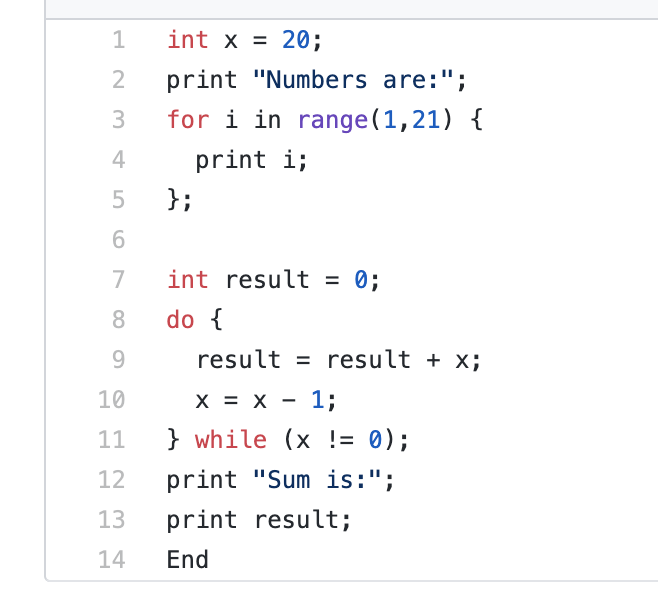 1 int x = 20;
2 print "Numbers are:";
3 for i in range(1,21) {
4   print i;
5 };
6
7 int result = 0;
8 do {
9   result = result + x;
10   x = x - 1;
11 } while (x != 0);
12 print "Sum is:";
13 print result;
14 End